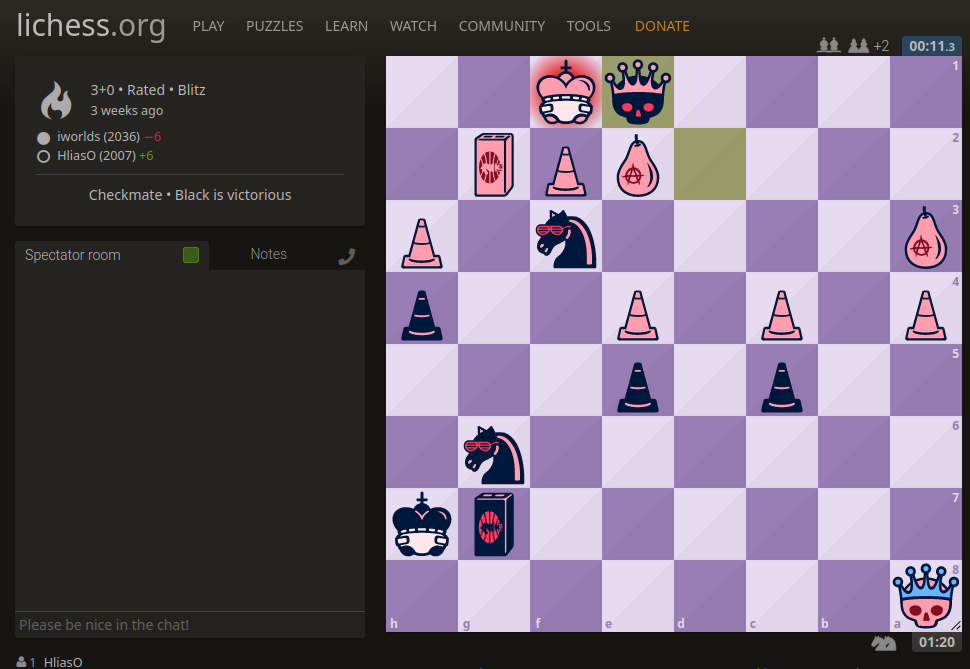 lichess.org PLAY PUZZLES LEARN WATCH COMMUNITY TOOLS DONATE
+2 00:11.3
3+0 • Rated • Blitz
3 weeks ago
iworlds (2036) −6
HliasO (2007) +6
Checkmate • Black is victorious
Spectator room Notes
1
2
3
4
5
6
7
8
h g f e d c b a
Please be nice in the chat!
01:20
1 HliasO